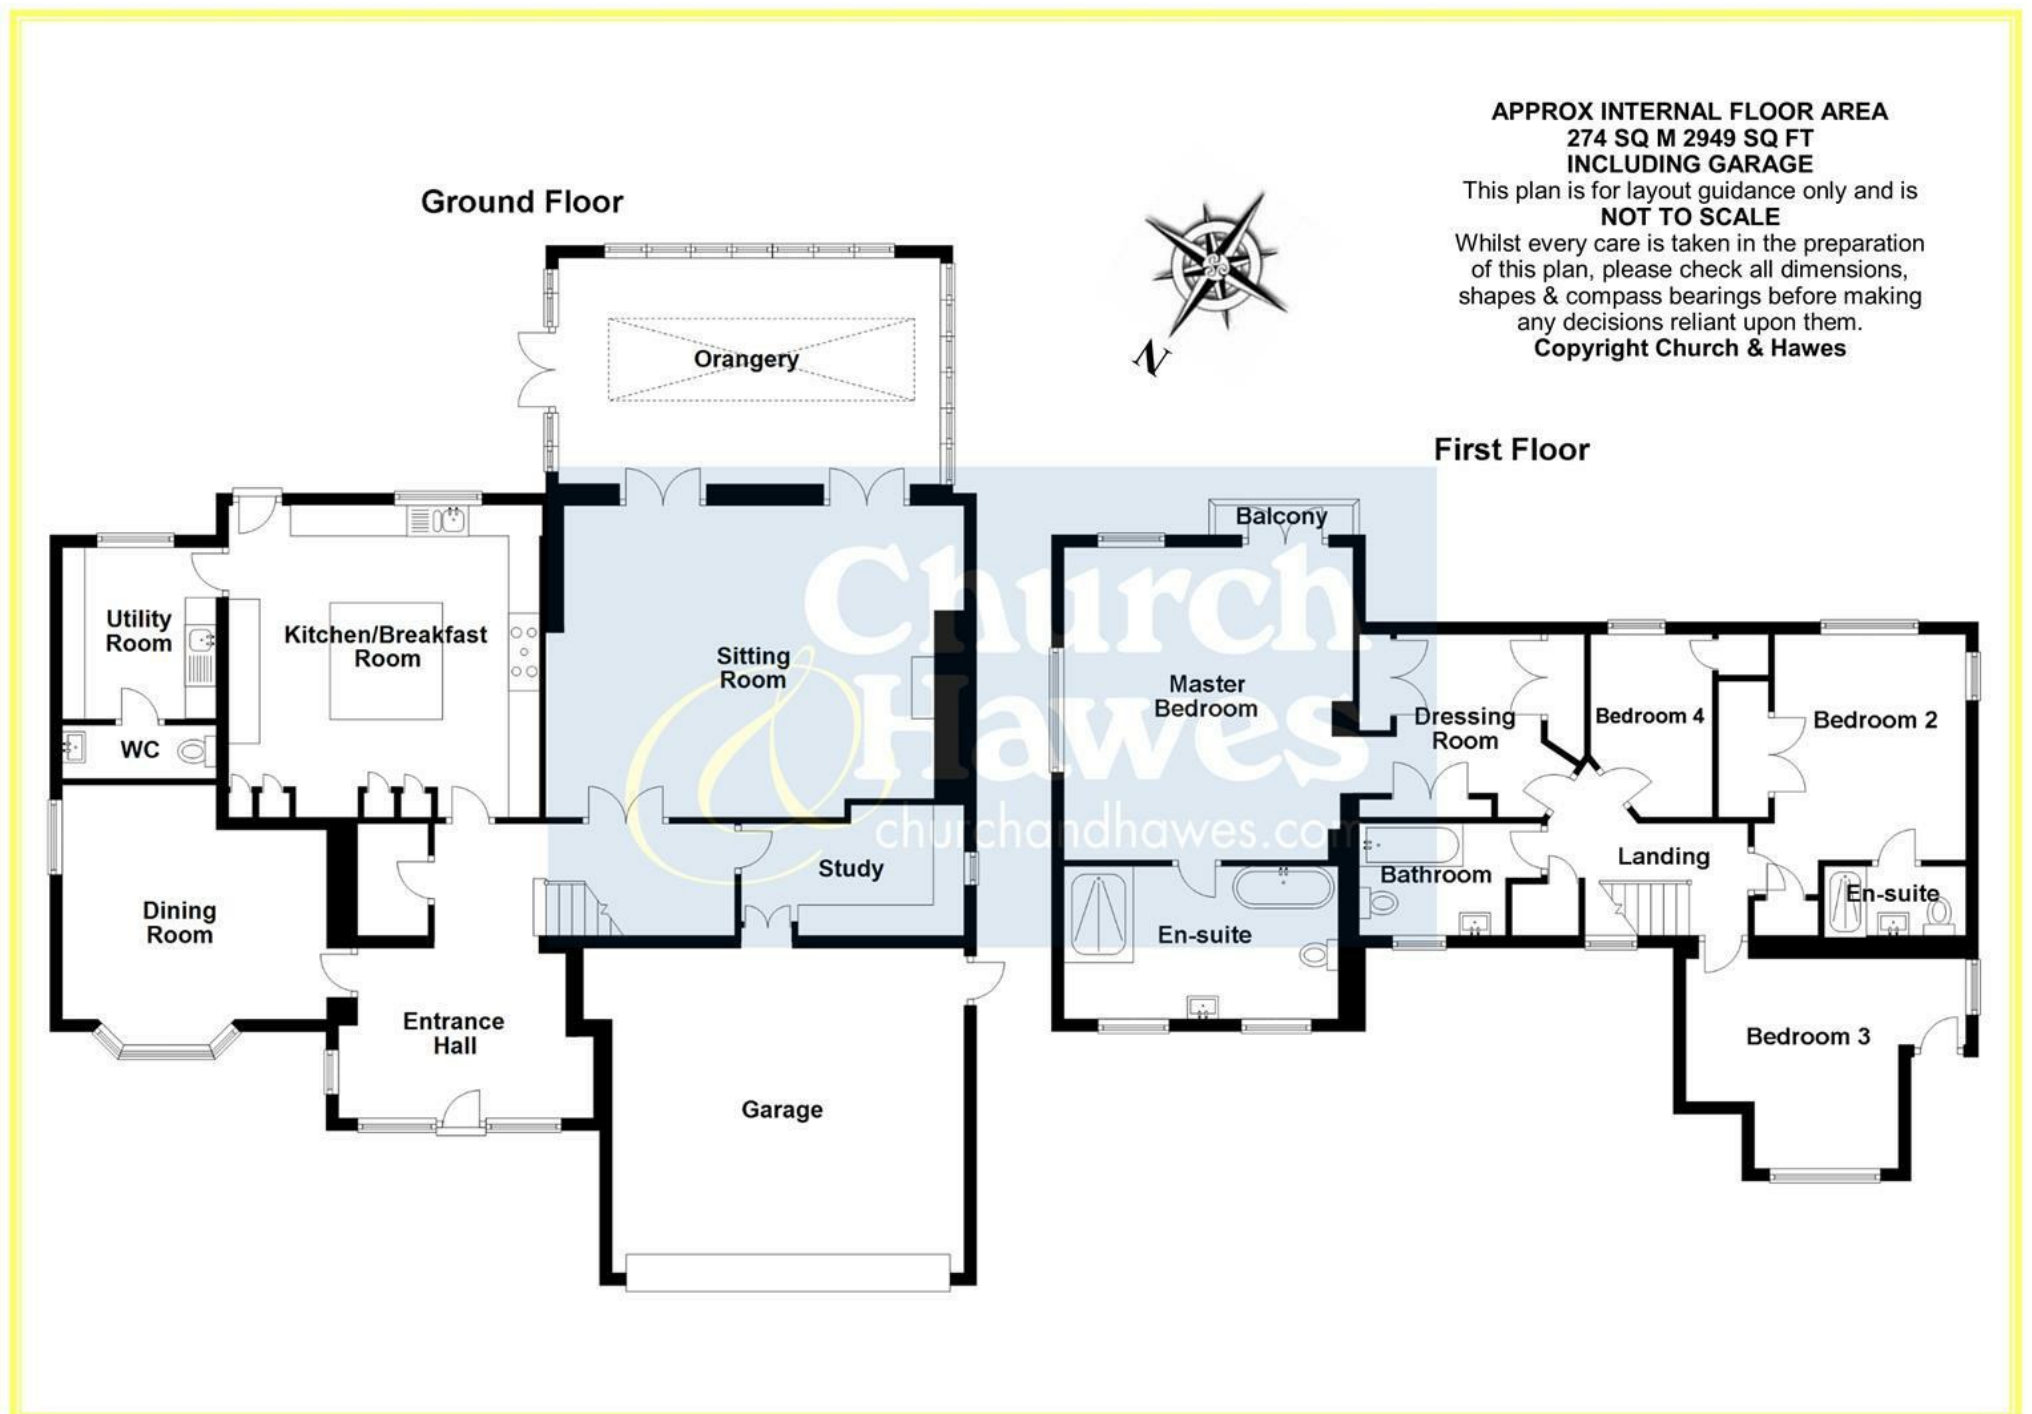 APPROX INTERNAL FLOOR AREA
274 SQ M 2949 SQ FT
INCLUDING GARAGE
This plan is for layout guidance only and is
NOT TO SCALE
Whilst every care is taken in the preparation
of this plan, please check all dimensions,
shapes & compass bearings before making
any decisions reliant upon them.
Copyright Church & Hawes
Ground Floor
N
Orangery
Utility
Room
Kitchen/Breakfast
Room
Sitting
Room
WC
Study
Dining
Room
Entrance
Hall
Garage
First Floor
Balcony
Master
Bedroom
Dressing
Room
Bedroom 4
Bedroom 2
Bathroom
Landing
En-suite
En-suite
Bedroom 3
Church
& Hawes
churchandhawes.com